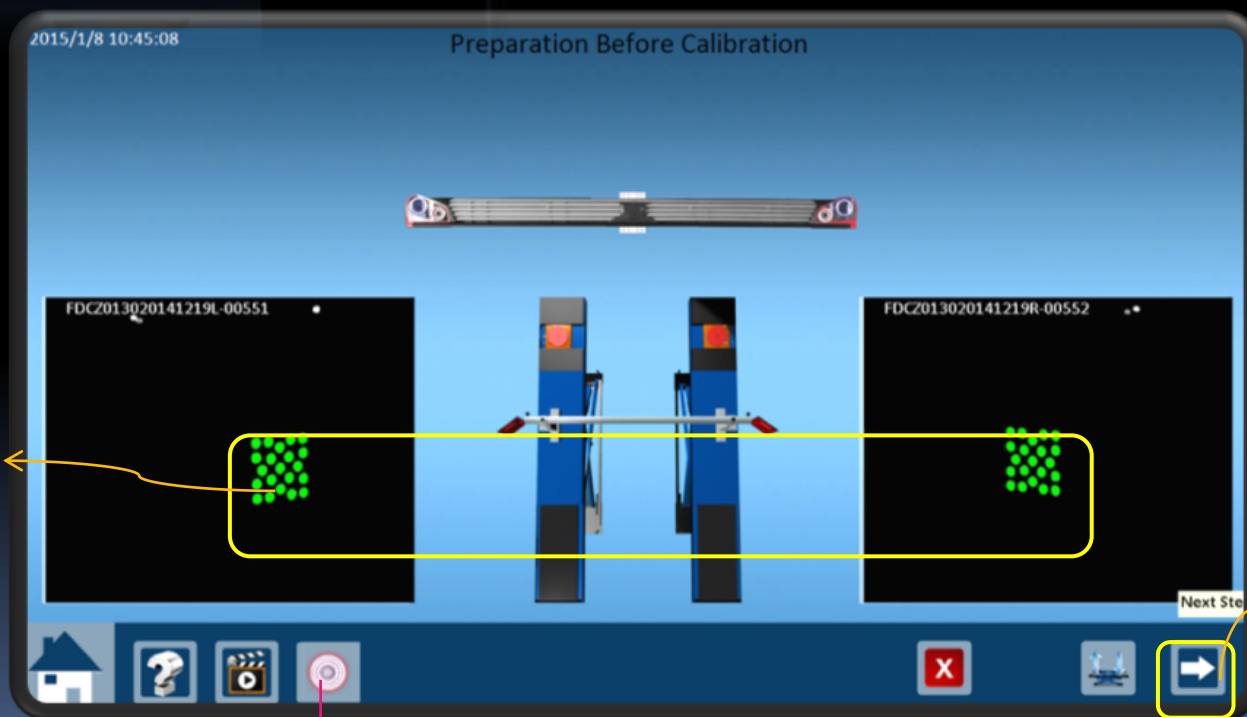 2015/1/8 10:45:08
Preparation Before Calibration
FDCZ013020141219L-00551
FDCZ013020141219R-00552
Next Ste
?
X